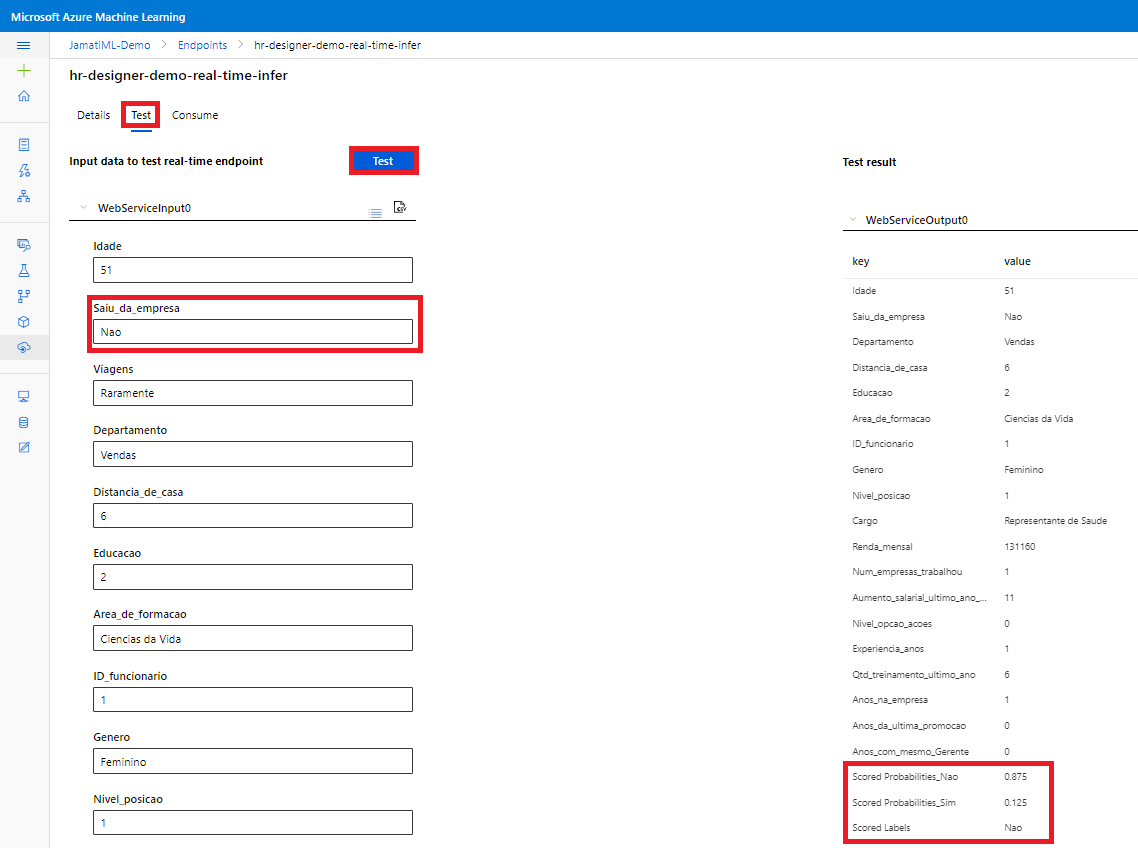 Microsoft Azure Machine Learning
JamatiML-Demo > Endpoints > hr-designer-demo-real-time-infer
hr-designer-demo-real-time-infer
Details Test Consume
Input data to test real-time endpoint
Test
WebServiceInput0
CSV
Idade
51
Saiu_da_empresa
Nao
Viagens
Raramente
Departamento
Vendas
Distancia_de_casa
6
Educacao
2
Area_de_formacao
Ciencias da Vida
ID_funcionario
1
Genero
Feminino
Nivel_posicao
1
Test result
WebServiceOutput0
key value
Idade 51
Saiu_da_empresa Nao
Departamento Vendas
Distancia_de_casa 6
Educacao 2
Area_de_formacao Ciencias da Vida
ID_funcionario 1
Genero Feminino
Nivel_posicao 1
Cargo Representante de Saude
Renda_mensal 131160
Num_empresas_trabalhou 1
Aumento_salarial_ultimo_ano_... 11
Nivel_opcao_acoes 0
Experiencia_anos 1
Qtd_treinamento_ultimo_ano 6
Anos_na_empresa 1
Anos_da_ultima_promocao 0
Anos_com_mesmo_Gerente 0
Scored Probabilities_Nao 0.875
Scored Probabilities_Sim 0.125
Scored Labels Nao